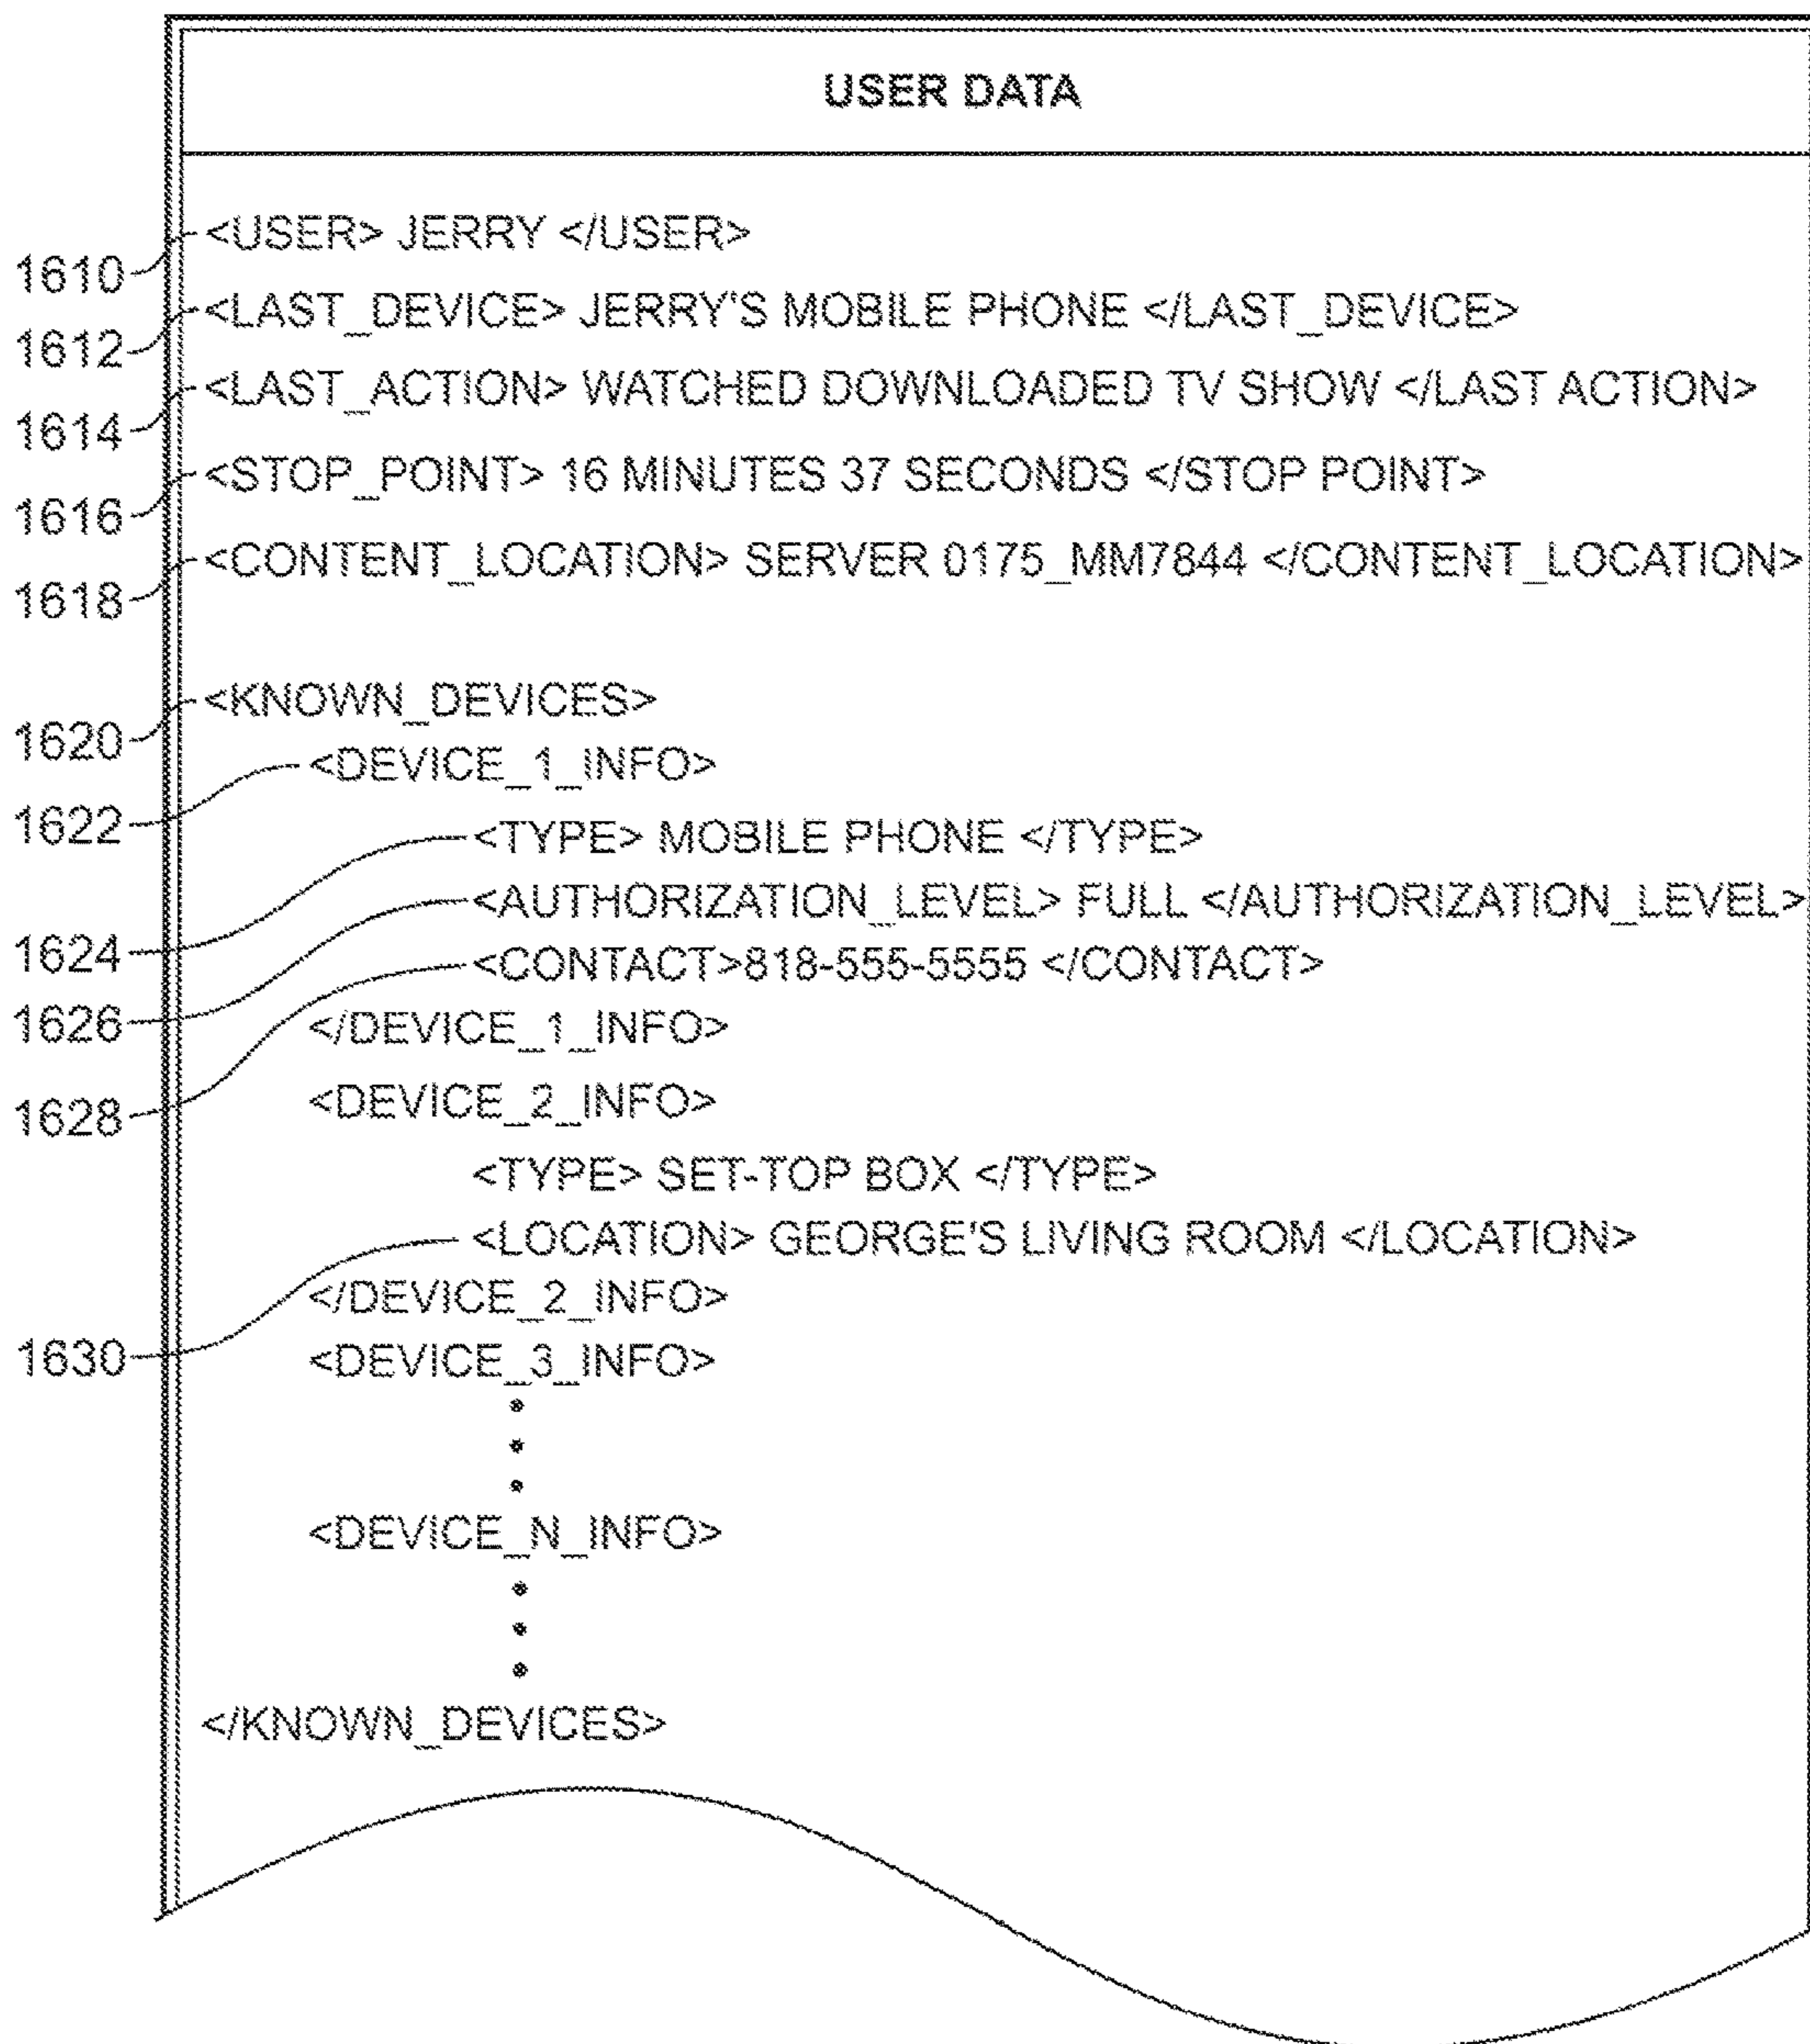 USER DATA
1610 <USER> JERRY </USER>
1612 <LAST_DEVICE> JERRY'S MOBILE PHONE </LAST_DEVICE>
1614 <LAST_ACTION> WATCHED DOWNLOADED TV SHOW </LAST ACTION>
1616 <STOP_POINT> 16 MINUTES 37 SECONDS </STOP POINT>
1618 <CONTENT_LOCATION> SERVER 0175_MM7844 </CONTENT_LOCATION>
1620 <KNOWN_DEVICES>
1622 <DEVICE_1_INFO>
1624 <TYPE> MOBILE PHONE </TYPE>
1626 <AUTHORIZATION_LEVEL> FULL </AUTHORIZATION_LEVEL>
1628 <CONTACT>818-555-5555 </CONTACT>
</DEVICE_1_INFO>
<DEVICE_2_INFO>
<TYPE> SET-TOP BOX </TYPE>
1630 <LOCATION> GEORGE'S LIVING ROOM </LOCATION>
</DEVICE_2_INFO>
<DEVICE_3_INFO>
<DEVICE_N_INFO>
</KNOWN_DEVICES>